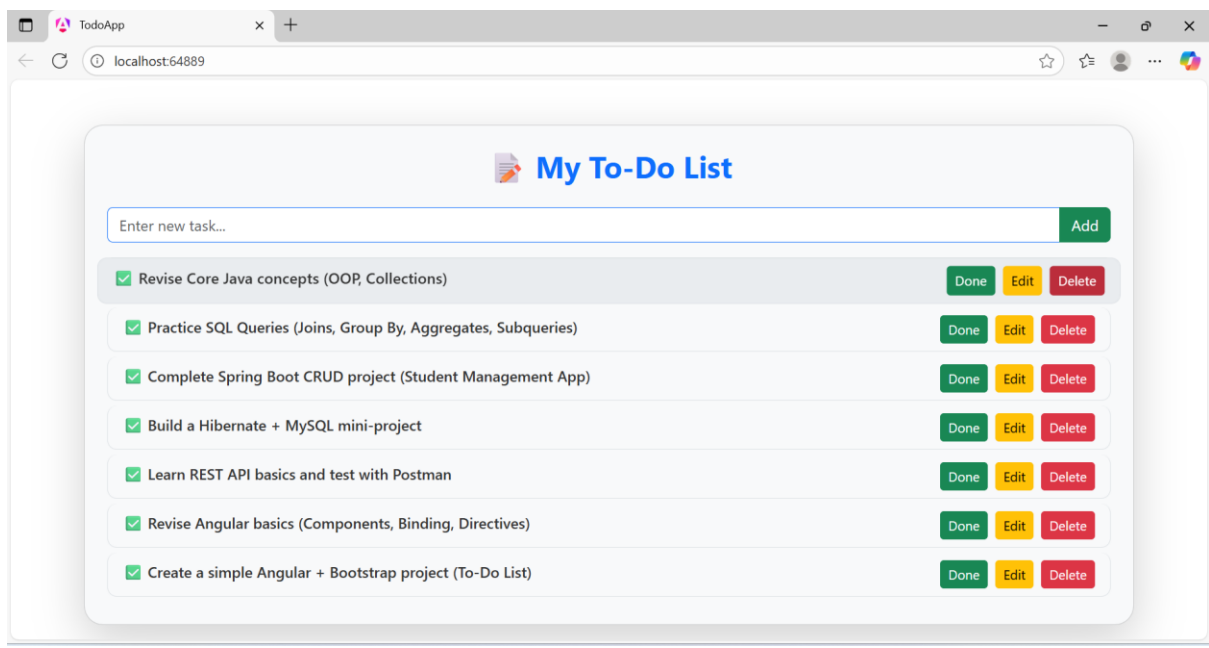 TodoApp
localhost:64889
My To-Do List
Enter new task... Add
Revise Core Java concepts (OOP, Collections) Done Edit Delete
Practice SQL Queries (Joins, Group By, Aggregates, Subqueries) Done Edit Delete
Complete Spring Boot CRUD project (Student Management App) Done Edit Delete
Build a Hibernate + MySQL mini-project Done Edit Delete
Learn REST API basics and test with Postman Done Edit Delete
Revise Angular basics (Components, Binding, Directives) Done Edit Delete
Create a simple Angular + Bootstrap project (To-Do List) Done Edit Delete